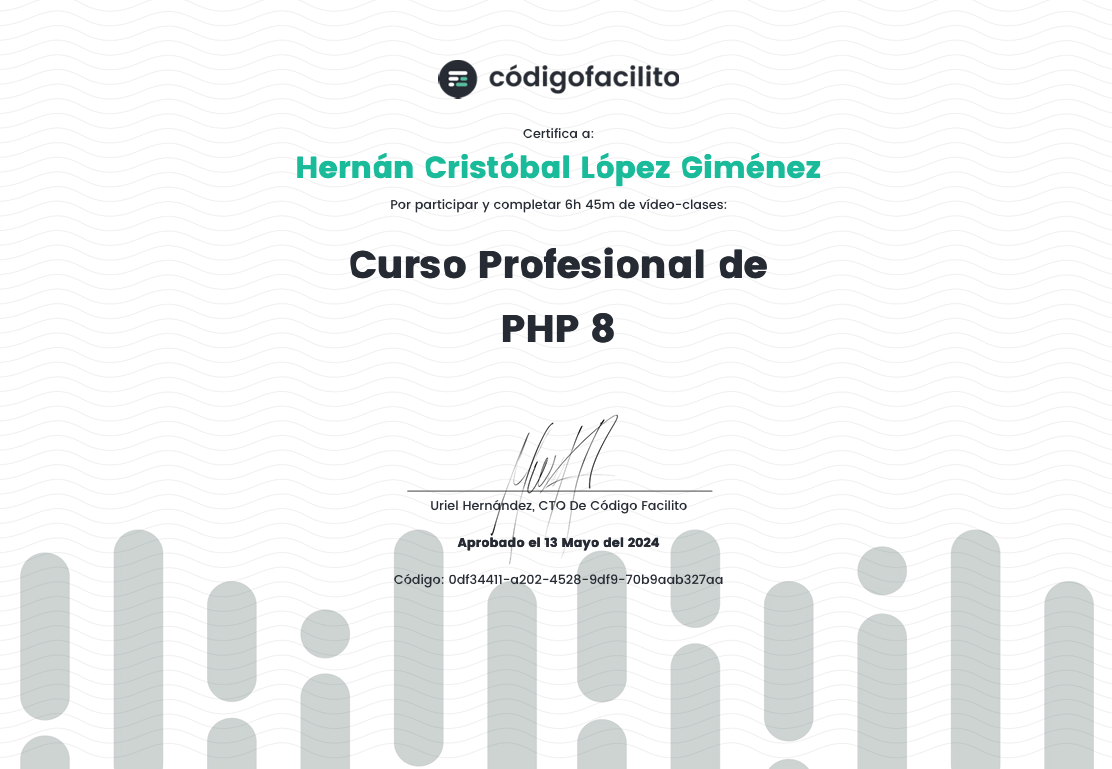 códigofacilito
Certifica a:
Hernán Cristóbal López Giménez
Por participar y completar 6h 45m de vídeo-clases:
Curso Profesional de
PHP 8
Uriel Hernández, CTO De Código Facilito
Aprobado el 13 Mayo del 2024
Código: 0df34411-a202-4528-9df9-70b9aab327aa